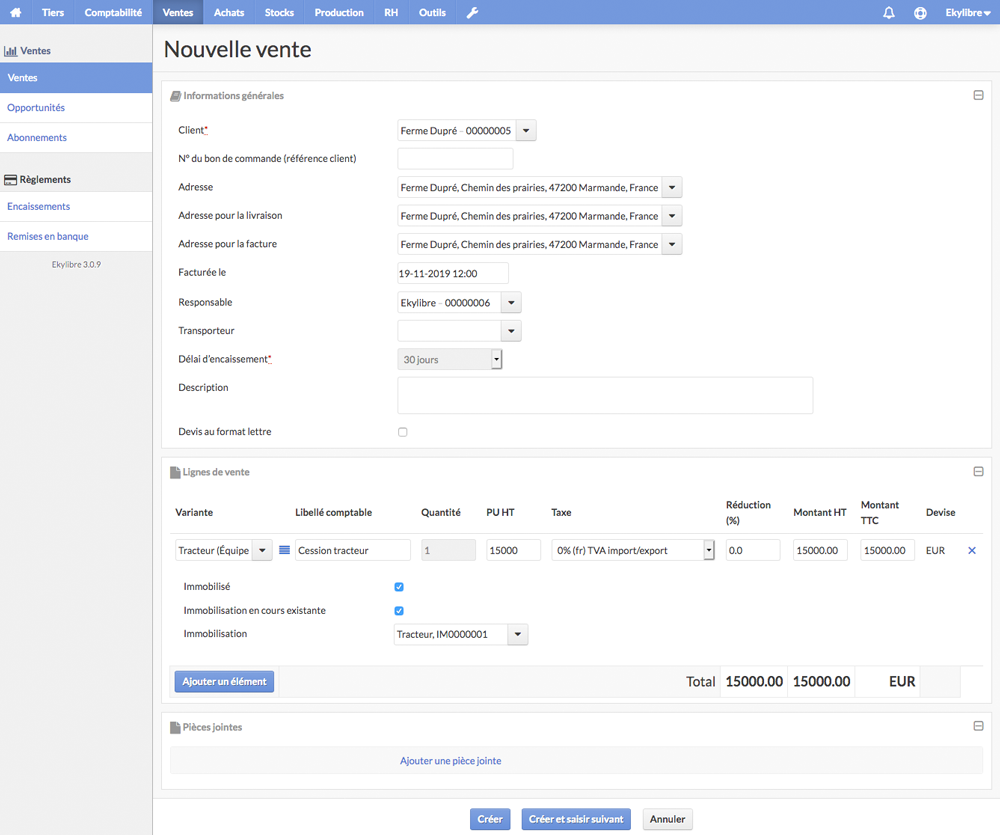 Tiers Comptabilité Ventes Achats Stocks Production RH Outils Ekylibre
Ventes
Ventes
Opportunités
Abonnements
Règlements
Encaissements
Remises en banque
Ekylibre 3.0.9
Nouvelle vente
Informations générales
Client* Ferme Dupré - 00000005
N° du bon de commande (référence client)
Adresse Ferme Dupré, Chemin des prairies, 47200 Marmande, France
Adresse pour la livraison Ferme Dupré, Chemin des prairies, 47200 Marmande, France
Adresse pour la facture Ferme Dupré, Chemin des prairies, 47200 Marmande, France
Facturée le 19-11-2019 12:00
Responsable Ekylibre - 00000006
Transporteur
Délai d'encaissement* 30 jours
Description
Devis au format lettre
Lignes de vente
Variante Libellé comptable Quantité PU HT Taxe Réduction (%) Montant HT Montant TTC Devise
Tracteur (Équipe Cession tracteur 1 15000 0% (fr) TVA import/export 0.0 15000.00 15000.00 EUR
Immobilisé
Immobilisation en cours existante
Immobilisation Tracteur, IM0000001
Ajouter un élément Total 15000.00 15000.00 EUR
Pièces jointes
Ajouter une pièce jointe
Créer Créer et saisir suivant Annuler